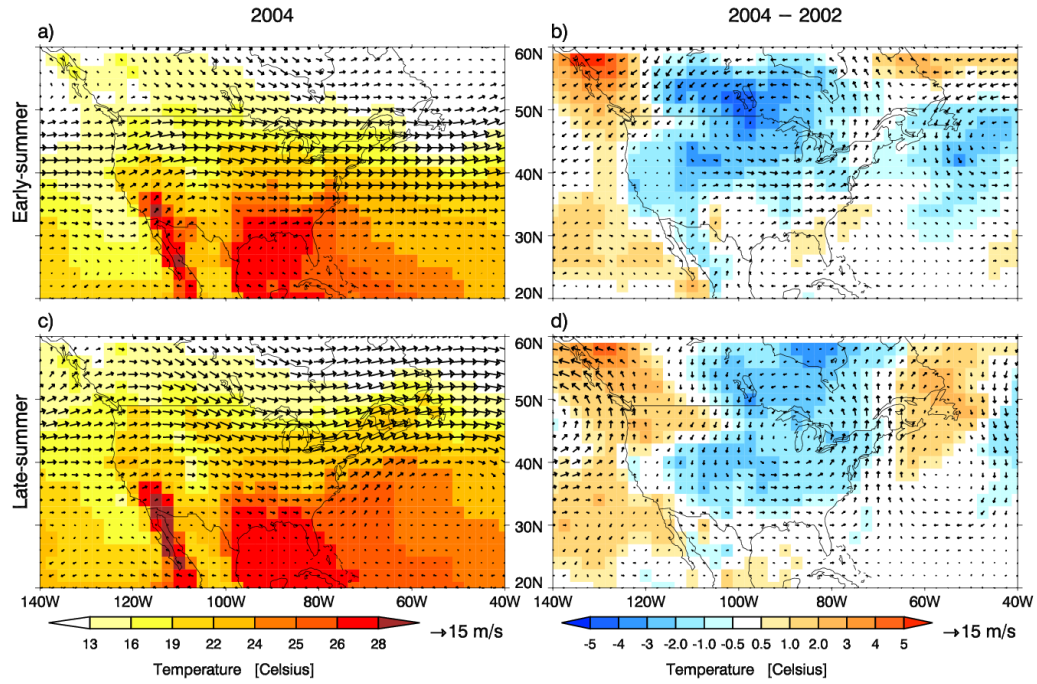 2004
2004 − 2002
a)
b)
60N
50N
40N
30N
20N
Early-summer
c)
d)
60N
50N
40N
30N
20N
Late-summer
140W 120W 100W 80W 60W 40W
140W 120W 100W 80W 60W 40W
13 16 19 22 24 25 26 28
→15 m/s
Temperature [Celsius]
-5 -4 -3 -2.0 -1.0 -0.5 0.5 1.0 2 3 4 5
→15 m/s
Temperature [Celsius]